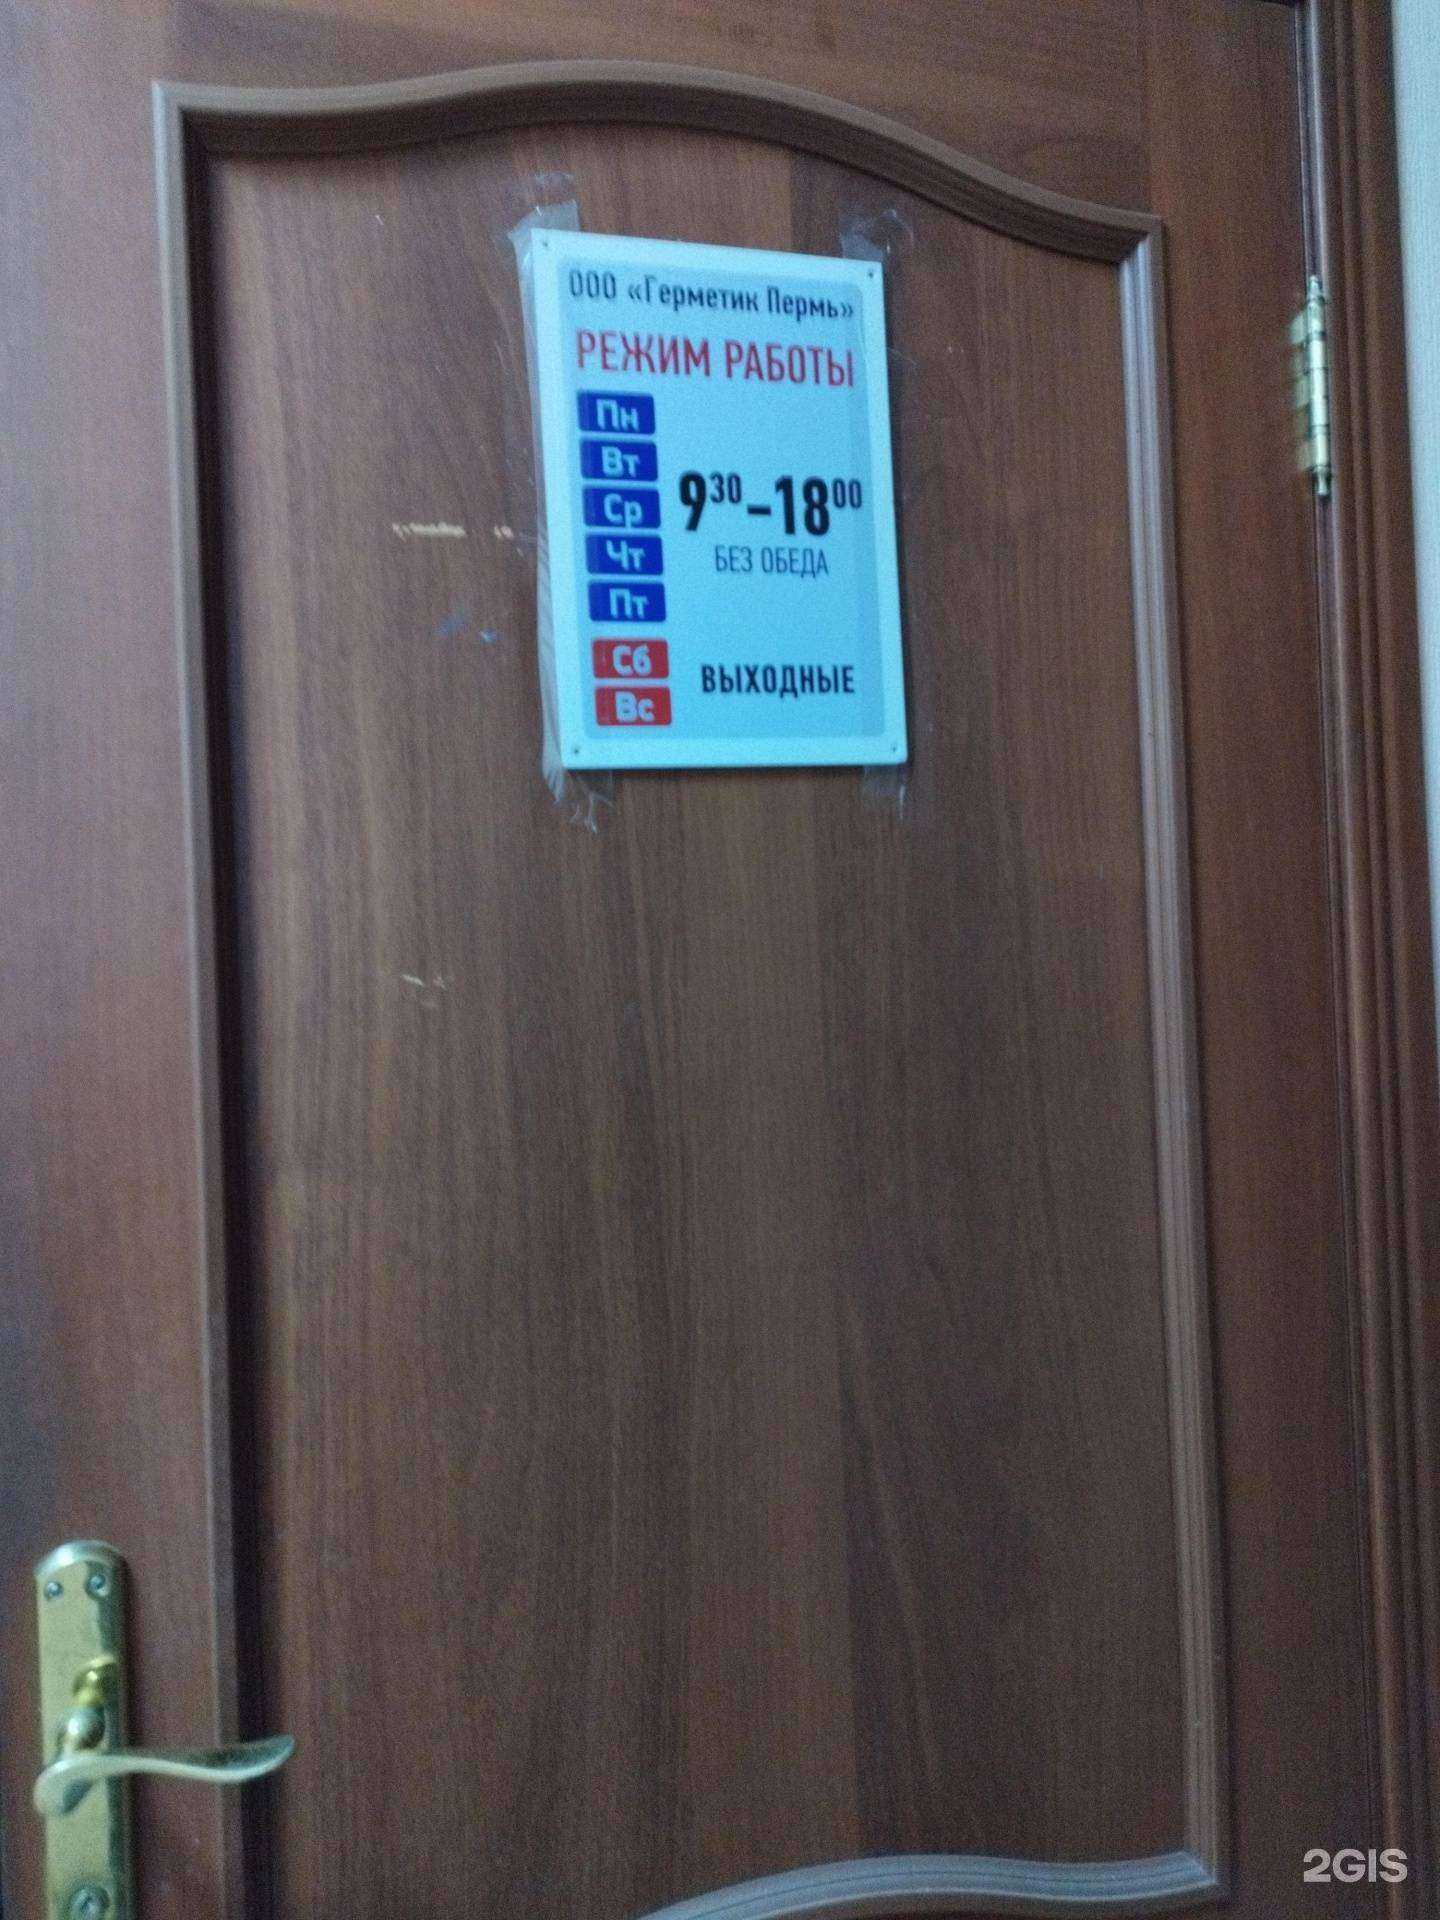 ООО «Герметик Пермь»
РЕЖИМ РАБОТЫ
Пн
Вт
Ср
Чт
Пт
9³⁰–18⁰⁰
БЕЗ ОБЕДА
Сб
Вс
ВЫХОДНЫЕ
2GIS